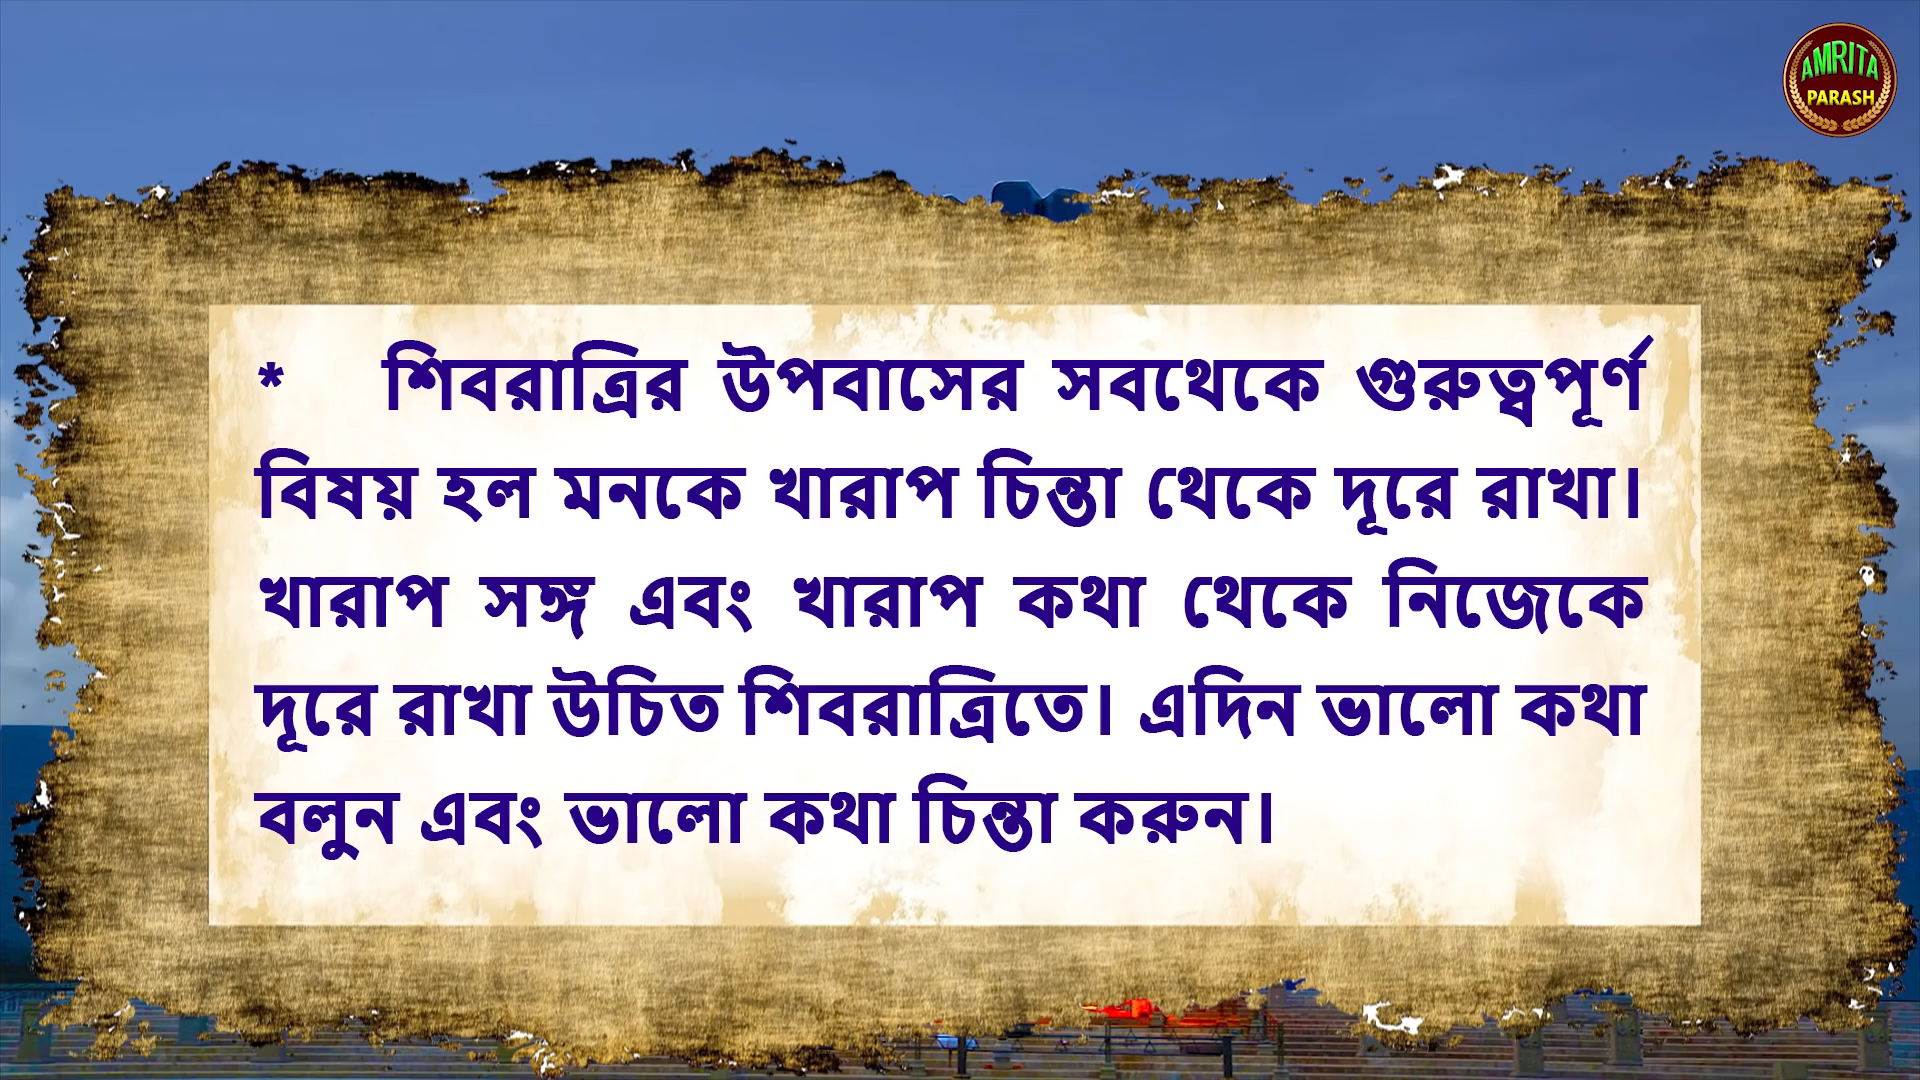 AMRITA
PARASH
* শিবরাত্রির উপবাসের সবথেকে গুরুত্বপূর্ণ
বিষয় হল মনকে খারাপ চিন্তা থেকে দূরে রাখা।
খারাপ সঙ্গ এবং খারাপ কথা থেকে নিজেকে
দূরে রাখা উচিত শিবরাত্রিতে। এদিন ভালো কথা
বলুন এবং ভালো কথা চিন্তা করুন।